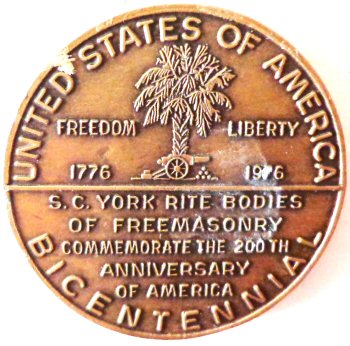 UNITED STATES OF AMERICA
FREEDOM LIBERTY
1776 1976
S.C. YORK RITE BODIES
OF FREEMASONRY
COMMEMORATE THE 200TH
ANNIVERSARY
OF AMERICA
BICENTENNIAL